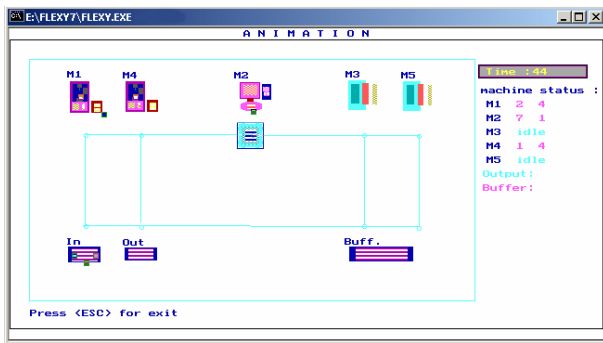 E:\FLEXY7\FLEXY.EXE
A N I M A T I O N
M1 M4 M2 M3 M5
Time :44
machine status :
M1 2 4
M2 7 1
M3 idle
M4 1 4
M5 idle
Output:
Buffer:
In Out Buff.
Press <ESC> for exit